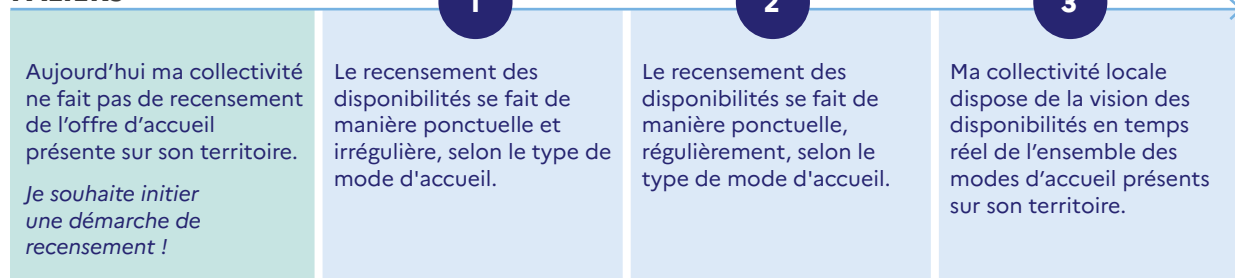 1
2
3
Aujourd’hui ma collectivité
ne fait pas de recensement
de l’offre d’accueil
présente sur son territoire.
Je souhaite initier
une démarche de
recensement !
Le recensement des
disponibilités se fait de
manière ponctuelle et
irrégulière, selon le type de
mode d'accueil.
Le recensement des
disponibilités se fait de
manière ponctuelle,
régulièrement, selon le
type de mode d'accueil.
Ma collectivité locale
dispose de la vision des
disponibilités en temps
réel de l’ensemble des
modes d’accueil présents
sur son territoire.